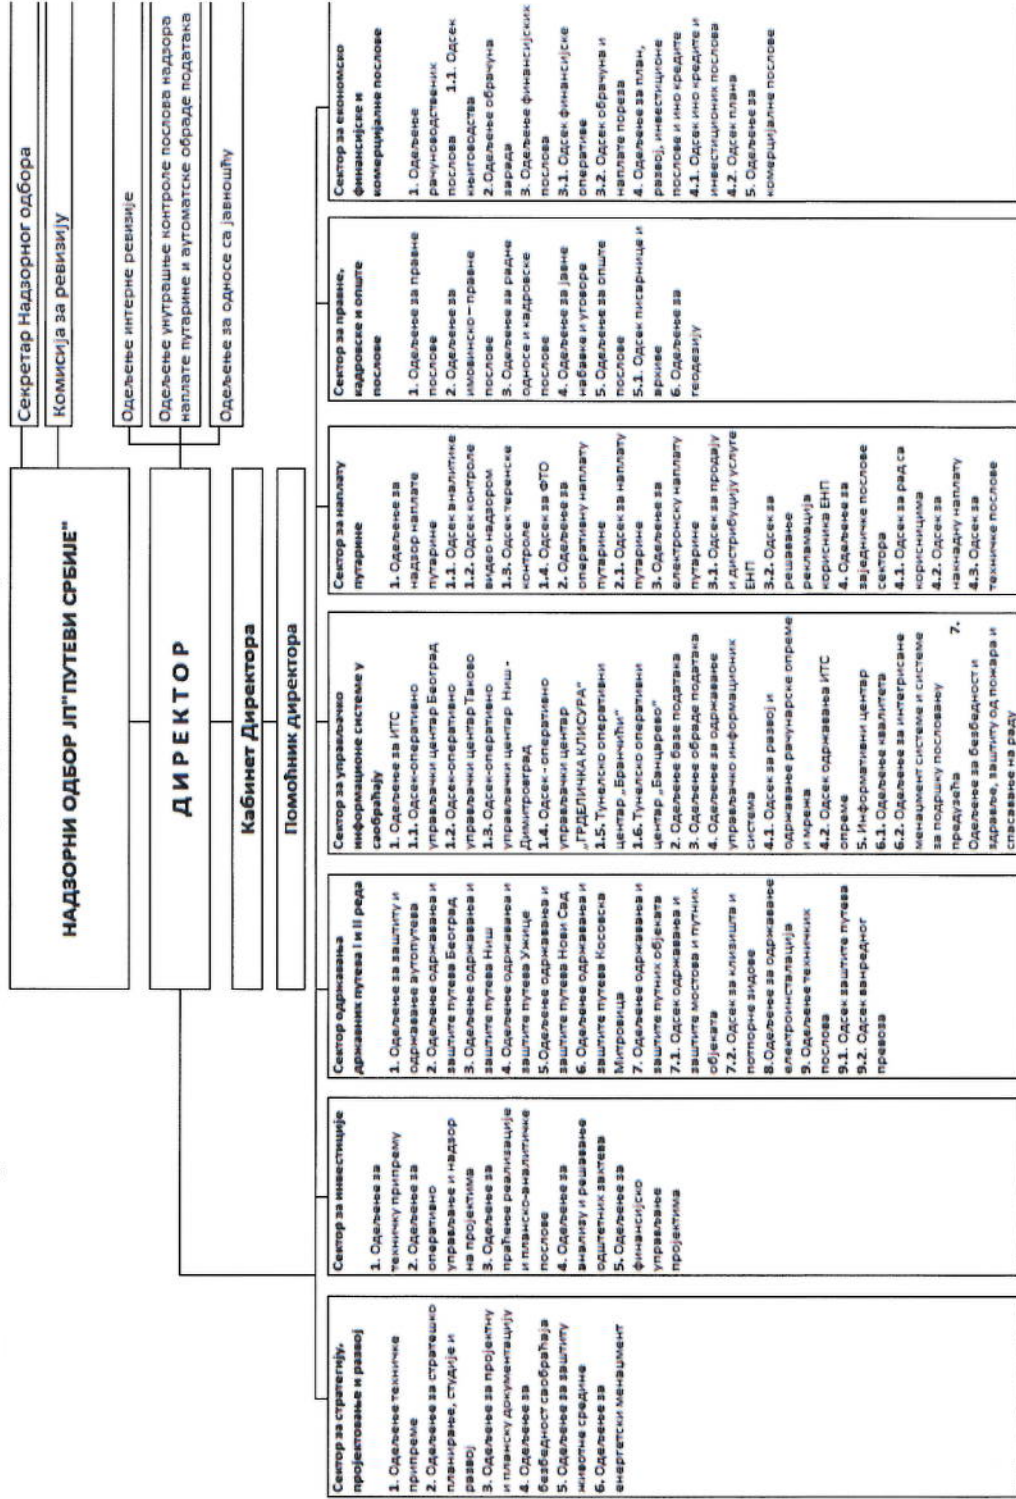 НАДЗОРНИ ОДБОР ЈП"ПУТЕВИ СРБИЈЕ"
Секретар Надзорног одбора
Комисија за ревизију
ДИРЕКТОР
Одељење интерне ревизије
Одељење унутрашње контроле послова надзора
наплате путарине и аутоматске обраде података
Одељење за односе са јавношћу
Кабинет Директора
Помоћник Директора
Сектор за стратегију,
пројектовање и развој
1. Одељење техничке
припреме
2. Одељење за стратешко
планирање, студије и
развој
3. Одељење за пројектну
и планску документацију
4. Одељење за
безбедност саобраћаја
5. Одељење за заштиту
животне средине
6. Одељење за
енергетски менаџмент
Сектор за инвестиције
1. Одељење за
техничку припрему
2. Одељење за
оперативно
управљање и надзор
на пројектима
3. Одељење за
праћење реализације
и планско-аналитичке
послове
4. Одељење за
анализу и решавање
одштетних захтева
5. Одељење за
финансијско
управљање
пројектима
Сектор одржавања
државних путева I и II реда
1. Одељење за заштиту и
одржавање аутопутева
2. Одељење одржавања и
заштите путева Београд
3. Одељење одржавања и
заштите путева Ниш
4. Одељење одржавања и
заштите путева Ужице
5.Одељење одржавања и
заштите путева Нови Сад
6. Одељење одржавања и
заштите путева Косовска
Митровица
7. Одељење одржавања и
заштите путних објеката
7.1. Одсек одржавања и
заштите мостова и путних
објеката
7.2. Одсек за клизишта и
потпорне зидове
8.Одељење за одржавање
електроинсталација
9. Одељење техничких
послова
9.1. Одсек заштите путева
9.2. Одсек ванредног
превоза
Сектор за управљачко
информационе системе у
саобраћају
1. Одељење за ИТС
1.1. Одсек-оперативно
управљачки центар Београд
1.2. Одсек-оперативно
управљачки центар Таково
1.3. Одсек-оперативно
управљачки центар Ниш -
Димитровград
1.4. Одсек - оперативно
управљачки центар
„ГРДЕЛИЧКА КЛИСУРА“
1.5. Тунелско оперативни
центар „Бранчићи“
1.6. Тунелско оперативни
центар „Банцарево“
2. Одељење базе података
3. Одељење обраде података
4. Одељење за одржавање
управљачко информационих
система
4.1. Одсек за развој и
одржавање рачунарске опреме
и мрежа
4.2. Одсек одржавања ИТС
опреме
5. Информативни центар
6.1. Одељење квалитета
6.2. Одељење за интегрисане
менаџмент системе и системе
за подршку пословању
предузећа 7.
Одељење за безбедност и
здравље, заштиту од пожара и
спасавање на раду
Сектор за наплату
путарине
1. Одељење за
надзор наплате
путарине
1.1. Одсек аналитике
1.2. Одсек контроле
видео надзором
1.3. Одсек теренске
контроле
1.4. Одсек за ФТО
2. Одељење за
оперативну наплату
путарине
2.1. Одсек за наплату
путарине
3. Одељење за
електронску наплату
путарине
3.1. Одсек за продају
и дистрибуцију услуге
ЕНП
3.2. Одсек за
решавање
рекламација
корисника ЕНП
4. Одељење за
заједничке послове
сектора
4.1. Одсек за рад са
корисницима
4.2. Одсек за
накнадну наплату
4.3. Одсек за
техничке послове
Сектор за правне,
кадровске и опште
послове
1. Одељење за правне
послове
2. Одељење за
имовинско – правне
послове
3. Одељење за радне
односе и кадровске
послове
4. Одељење за јавне
набавке и уговоре
5. Одељење за опште
послове
5.1. Одсек писарнице и
архиве
6. Одељење за
геодезију
Сектор за економско
финансијске и
комерцијалне послове
1. Одељење
рачуноводствених
послова 1.1. Одсек
књиговодства
2.Одељење обрачуна
зарада
3. Одељење финансијских
послова
3.1. Одсек финансијске
оперативе
3.2. Одсек обрачуна и
наплате пореза
4. Одељење за план,
развој, инвестиционе
послове и ино кредите
4.1. Одсек ино кредите и
инвестиционих послова
4.2. Одсек плана
5. Одељење за
комерцијалне послове